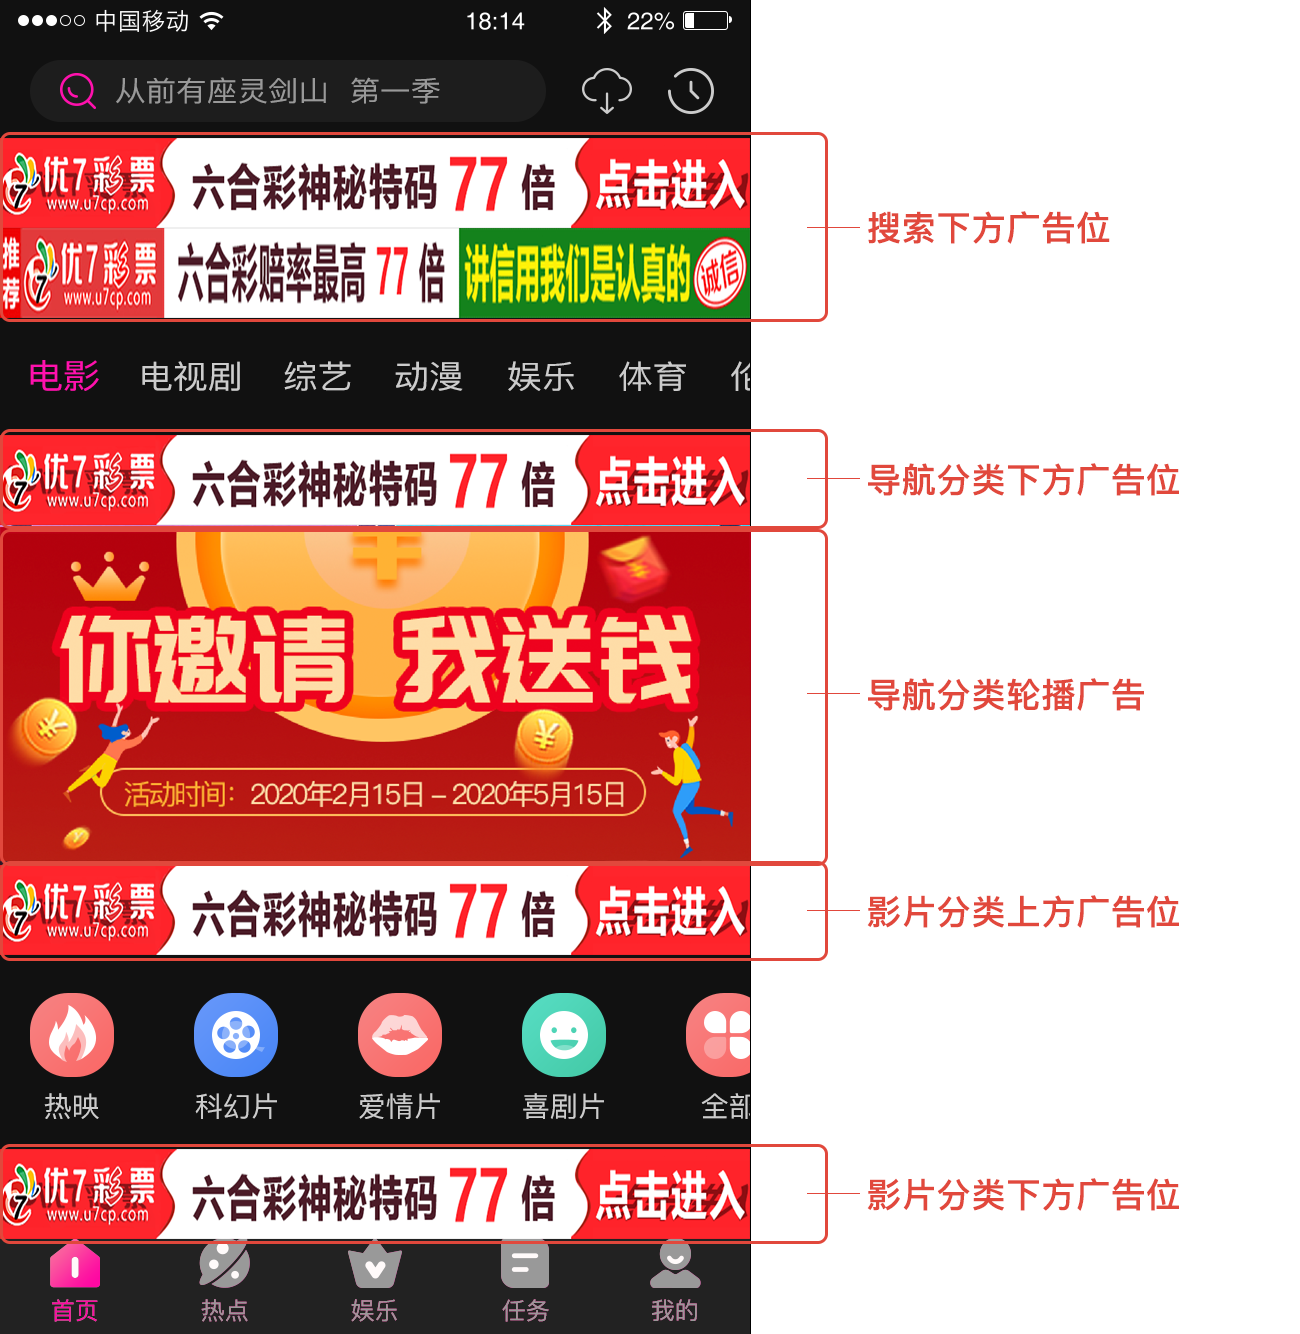 中国移动 18:14 22%
从前有座灵剑山 第一季
优7彩票 www.u7cp.com 六合彩神秘特码 77 倍 点击进入
推荐 优7彩票 www.u7cp.com 六合彩赔率最高 77 倍 讲信用我们是认真的 诚信
搜索下方广告位
电影 电视剧 综艺 动漫 娱乐 体育
优7彩票 www.u7cp.com 六合彩神秘特码 77 倍 点击进入
导航分类下方广告位
你邀请 我送钱
导航分类轮播广告
活动时间：2020年2月15日 – 2020年5月15日
优7彩票 www.u7cp.com 六合彩神秘特码 77 倍 点击进入
影片分类上方广告位
热映 科幻片 爱情片 喜剧片 全部
优7彩票 www.u7cp.com 六合彩神秘特码 77 倍 点击进入
影片分类下方广告位
首页 热点 娱乐 任务 我的